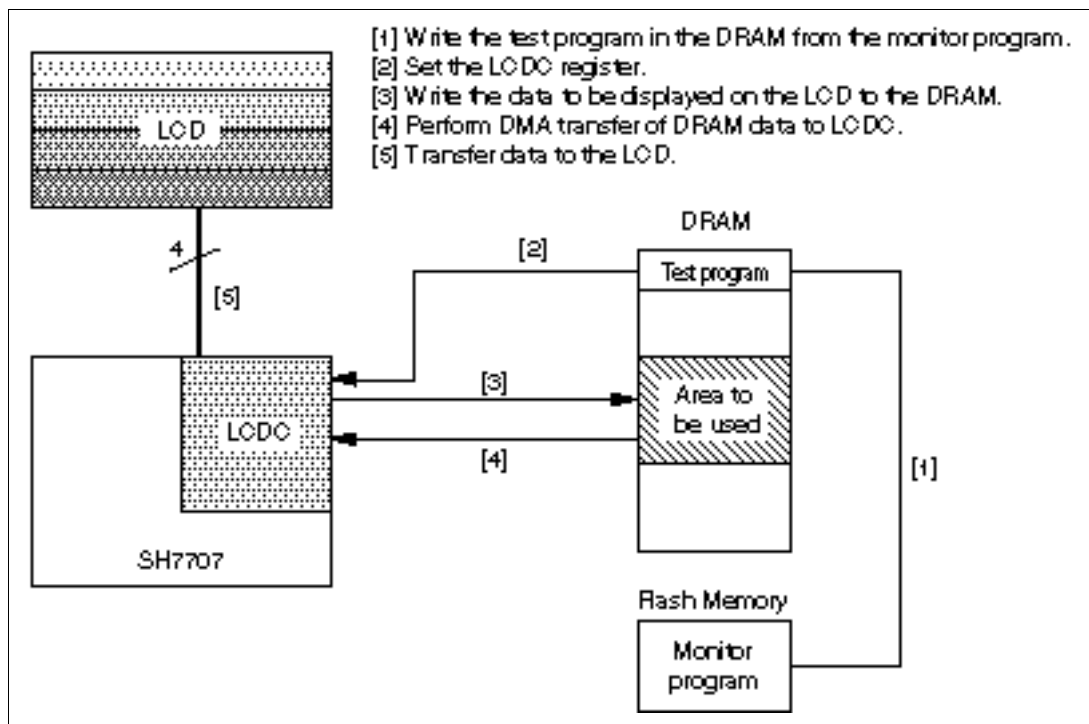 [1] Write the test program in the DRAM from the monitor program.
[2] Set the LCDC register.
[3] Write the data to be displayed on the LCD to the DRAM.
[4] Perform DMA transfer of DRAM data to LCDC.
[5] Transfer data to the LCD.
LCD
DRAM
4
[2]
Test program
[5]
[3]
Area to
be used
LCDC
[4]
[1]
SH7707
Flash Memory
Monitor
program